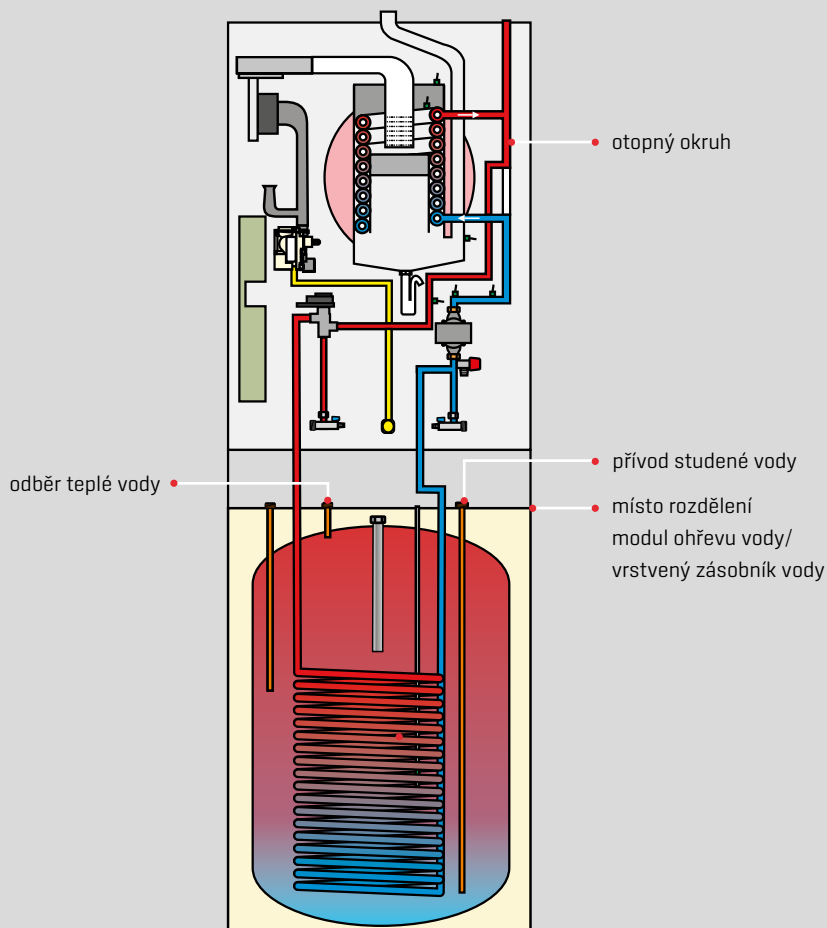 otopný okruh
odběr teplé vody
přívod studené vody
místo rozdělení
modul ohřevu vody/
vrstvený zásobník vody